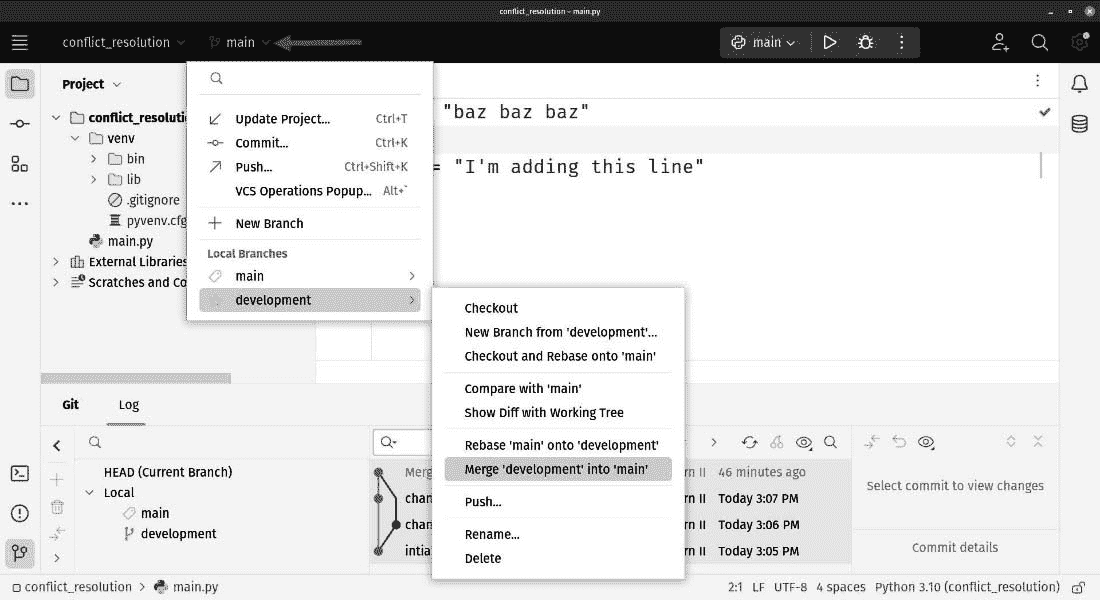 conflict_resolution – main.py
conflict_resolution main main
Project
conflict_resoluti
venv
bin
lib
.gitignore
pyvenv.cfg
main.py
External Libraries
Scratches and Co
Update Project... Ctrl+T
Commit... Ctrl+K
Push... Ctrl+Shift+K
VCS Operations Popup... Alt+`
New Branch
Local Branches
main
development
"baz baz baz"
= "I'm adding this line"
Checkout
New Branch from 'development'...
Checkout and Rebase onto 'main'
Compare with 'main'
Show Diff with Working Tree
Rebase 'main' onto 'development'
Merge 'development' into 'main'
Push...
Rename...
Delete
Git Log
HEAD (Current Branch)
Local
main
development
Merg rn II 46 minutes ago
char rn II Today 3:07 PM
char rn II Today 3:06 PM
intia rn II Today 3:05 PM
Select commit to view changes
Commit details
conflict_resolution > main.py 2:1 LF UTF-8 4 spaces Python 3.10 (conflict_resolution)